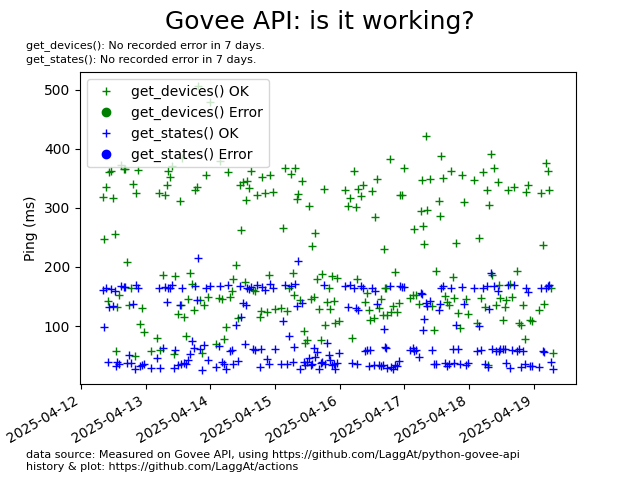 Govee API: is it working?
get_devices(): No recorded error in 7 days.
get_states(): No recorded error in 7 days.
get_devices() OK
get_devices() Error
get_states() OK
get_states() Error
Ping (ms)
500
400
300
200
100
2025-04-12
2025-04-13
2025-04-14
2025-04-15
2025-04-16
2025-04-17
2025-04-18
2025-04-19
data source: Measured on Govee API, using https://github.com/LaggAt/python-govee-api
history & plot: https://github.com/LaggAt/actions